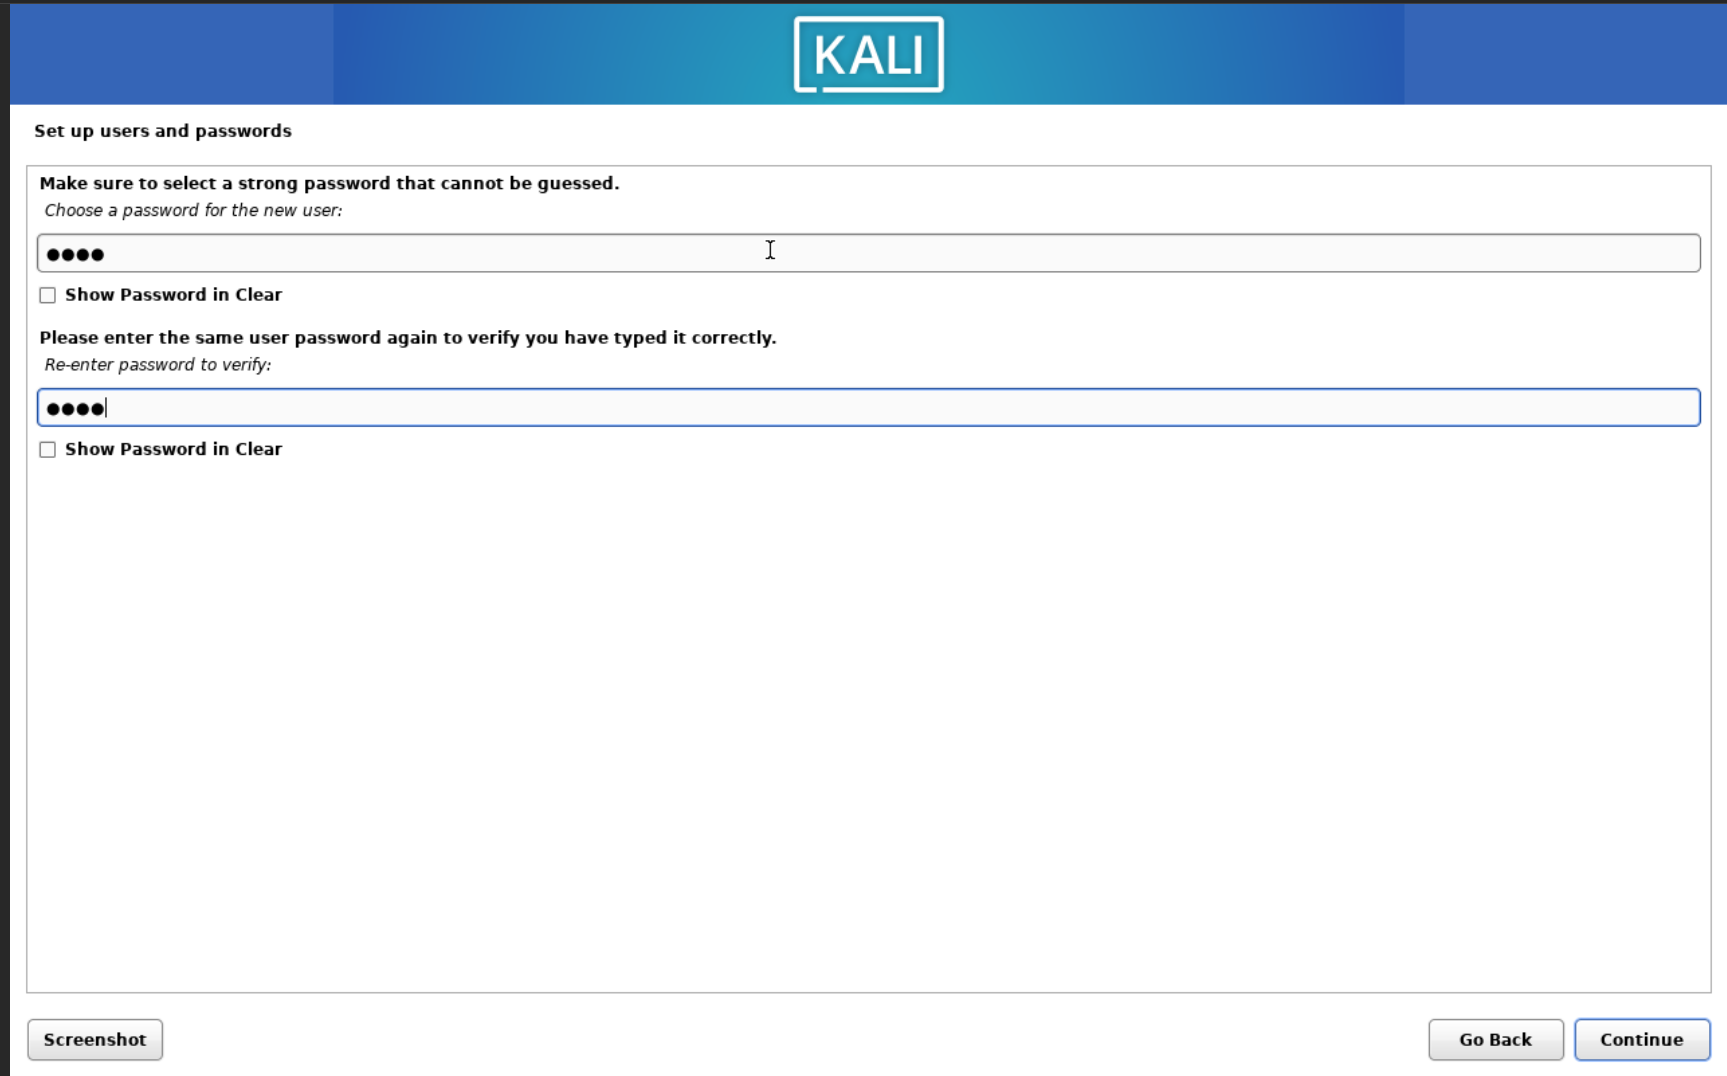 KALI
Set up users and passwords
Make sure to select a strong password that cannot be guessed.
Choose a password for the new user:
●●●●
Show Password in Clear
Please enter the same user password again to verify you have typed it correctly.
Re-enter password to verify:
●●●●
Show Password in Clear
Screenshot
Go Back
Continue